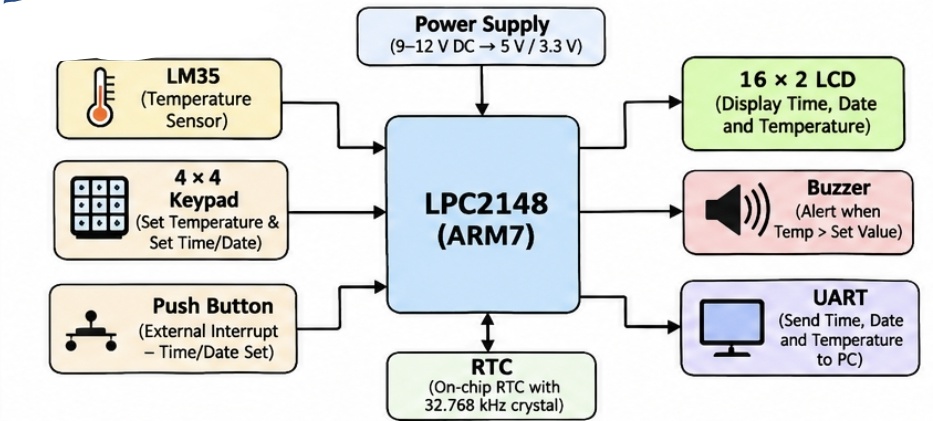 Power Supply
(9–12 V DC → 5 V / 3.3 V)
LM35
(Temperature
Sensor)
4 × 4
Keypad
(Set Temperature &
Set Time/Date)
Push Button
(External Interrupt
– Time/Date Set)
LPC2148
(ARM7)
RTC
(On-chip RTC with
32.768 kHz crystal)
16 × 2 LCD
(Display Time, Date
and Temperature)
Buzzer
(Alert when
Temp > Set Value)
UART
(Send Time, Date
and Temperature
to PC)